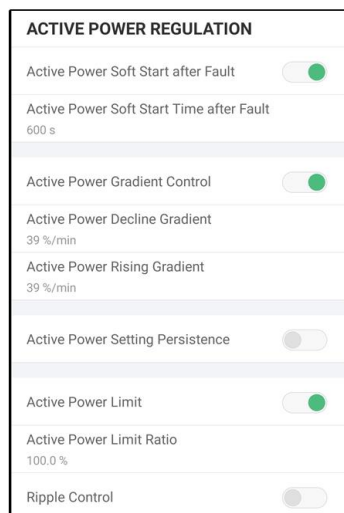 ACTIVE POWER REGULATION
Active Power Soft Start after Fault
Active Power Soft Start Time after Fault
600 s
Active Power Gradient Control
Active Power Decline Gradient
39 %/min
Active Power Rising Gradient
39 %/min
Active Power Setting Persistence
Active Power Limit
Active Power Limit Ratio
100.0 %
Ripple Control